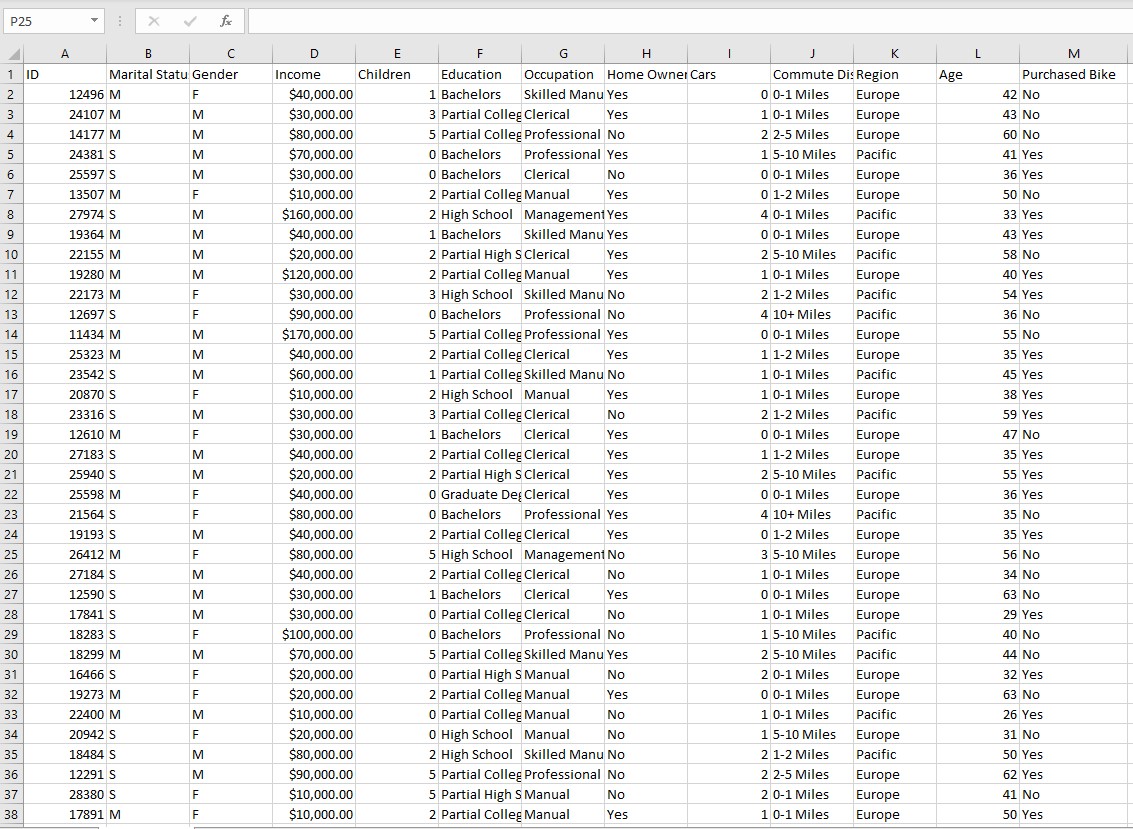 P25 fx
A B C D E F G H I J K L M
1 ID Marital Statu Gender Income Children Education Occupation Home Owner Cars Commute Dis Region Age Purchased Bike
2 12496 M F $40,000.00 1 Bachelors Skilled Manu Yes 0 0-1 Miles Europe 42 No
3 24107 M M $30,000.00 3 Partial Colleg Clerical Yes 1 0-1 Miles Europe 43 No
4 14177 M M $80,000.00 5 Partial Colleg Professional No 2 2-5 Miles Europe 60 No
5 24381 S M $70,000.00 0 Bachelors Professional Yes 1 5-10 Miles Pacific 41 Yes
6 25597 S M $30,000.00 0 Bachelors Clerical No 0 0-1 Miles Europe 36 Yes
7 13507 M F $10,000.00 2 Partial Colleg Manual Yes 0 1-2 Miles Europe 50 No
8 27974 S M $160,000.00 2 High School Management Yes 4 0-1 Miles Pacific 33 Yes
9 19364 M M $40,000.00 1 Bachelors Skilled Manu Yes 0 0-1 Miles Europe 43 Yes
10 22155 M M $20,000.00 2 Partial High S Clerical Yes 2 5-10 Miles Pacific 58 No
11 19280 M M $120,000.00 2 Partial Colleg Manual Yes 1 0-1 Miles Europe 40 Yes
12 22173 M F $30,000.00 3 High School Skilled Manu No 2 1-2 Miles Pacific 54 Yes
13 12697 S F $90,000.00 0 Bachelors Professional No 4 10+ Miles Pacific 36 No
14 11434 M M $170,000.00 5 Partial Colleg Professional Yes 0 0-1 Miles Europe 55 No
15 25323 M M $40,000.00 2 Partial Colleg Clerical Yes 1 1-2 Miles Europe 35 Yes
16 23542 S M $60,000.00 1 Partial Colleg Skilled Manu No 1 0-1 Miles Pacific 45 Yes
17 20870 S F $10,000.00 2 High School Manual Yes 1 0-1 Miles Europe 38 Yes
18 23316 S M $30,000.00 3 Partial Colleg Clerical No 2 1-2 Miles Pacific 59 Yes
19 12610 M F $30,000.00 1 Bachelors Clerical Yes 0 0-1 Miles Europe 47 No
20 27183 S M $40,000.00 2 Partial Colleg Clerical Yes 1 1-2 Miles Europe 35 Yes
21 25940 S M $20,000.00 2 Partial High S Clerical Yes 2 5-10 Miles Pacific 55 Yes
22 25598 M F $40,000.00 0 Graduate Deg Clerical Yes 0 0-1 Miles Europe 36 Yes
23 21564 S F $80,000.00 0 Bachelors Professional Yes 4 10+ Miles Pacific 35 No
24 19193 S M $40,000.00 2 Partial Colleg Clerical Yes 0 1-2 Miles Europe 35 Yes
25 26412 M F $80,000.00 5 High School Management No 3 5-10 Miles Europe 56 No
26 27184 S M $40,000.00 2 Partial Colleg Clerical No 1 0-1 Miles Europe 34 No
27 12590 S M $30,000.00 1 Bachelors Clerical Yes 0 0-1 Miles Europe 63 No
28 17841 S M $30,000.00 0 Partial Colleg Clerical No 1 0-1 Miles Europe 29 Yes
29 18283 S F $100,000.00 0 Bachelors Professional No 1 5-10 Miles Pacific 40 No
30 18299 M M $70,000.00 5 Partial Colleg Skilled Manu Yes 2 5-10 Miles Pacific 44 No
31 16466 S F $20,000.00 0 Partial High S Manual No 2 0-1 Miles Europe 32 Yes
32 19273 M F $20,000.00 2 Partial Colleg Manual Yes 0 0-1 Miles Europe 63 No
33 22400 M M $10,000.00 0 Partial Colleg Manual No 1 0-1 Miles Pacific 26 Yes
34 20942 S F $20,000.00 0 High School Manual No 1 5-10 Miles Europe 31 No
35 18484 S M $80,000.00 2 High School Skilled Manu No 2 1-2 Miles Pacific 50 Yes
36 12291 S M $90,000.00 5 Partial Colleg Professional No 2 2-5 Miles Europe 62 Yes
37 28380 S F $10,000.00 5 Partial High S Manual No 2 0-1 Miles Europe 41 No
38 17891 M F $10,000.00 2 Partial Colleg Manual Yes 1 0-1 Miles Europe 50 Yes